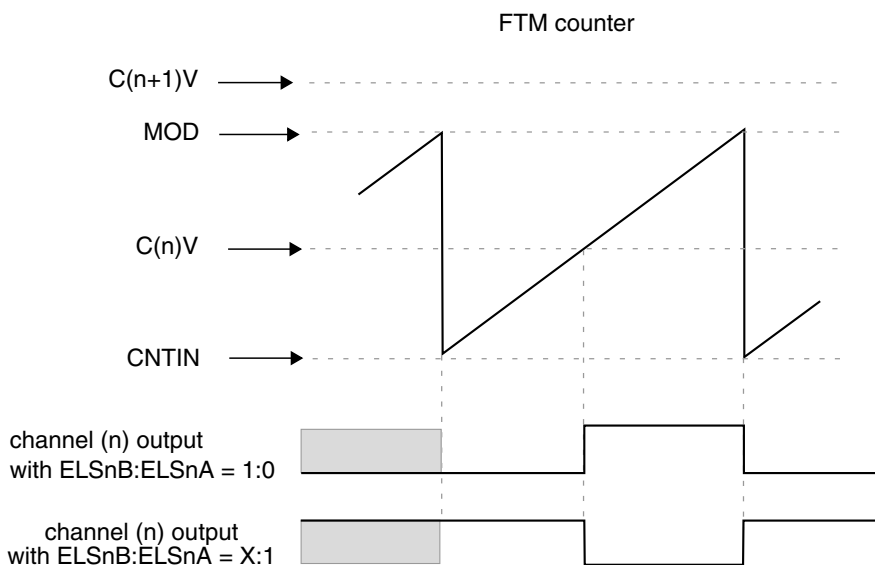 FTM counter
C(n+1)V
MOD
C(n)V
CNTIN
channel (n) output
with ELSnB:ELSnA = 1:0
channel (n) output
with ELSnB:ELSnA = X:1